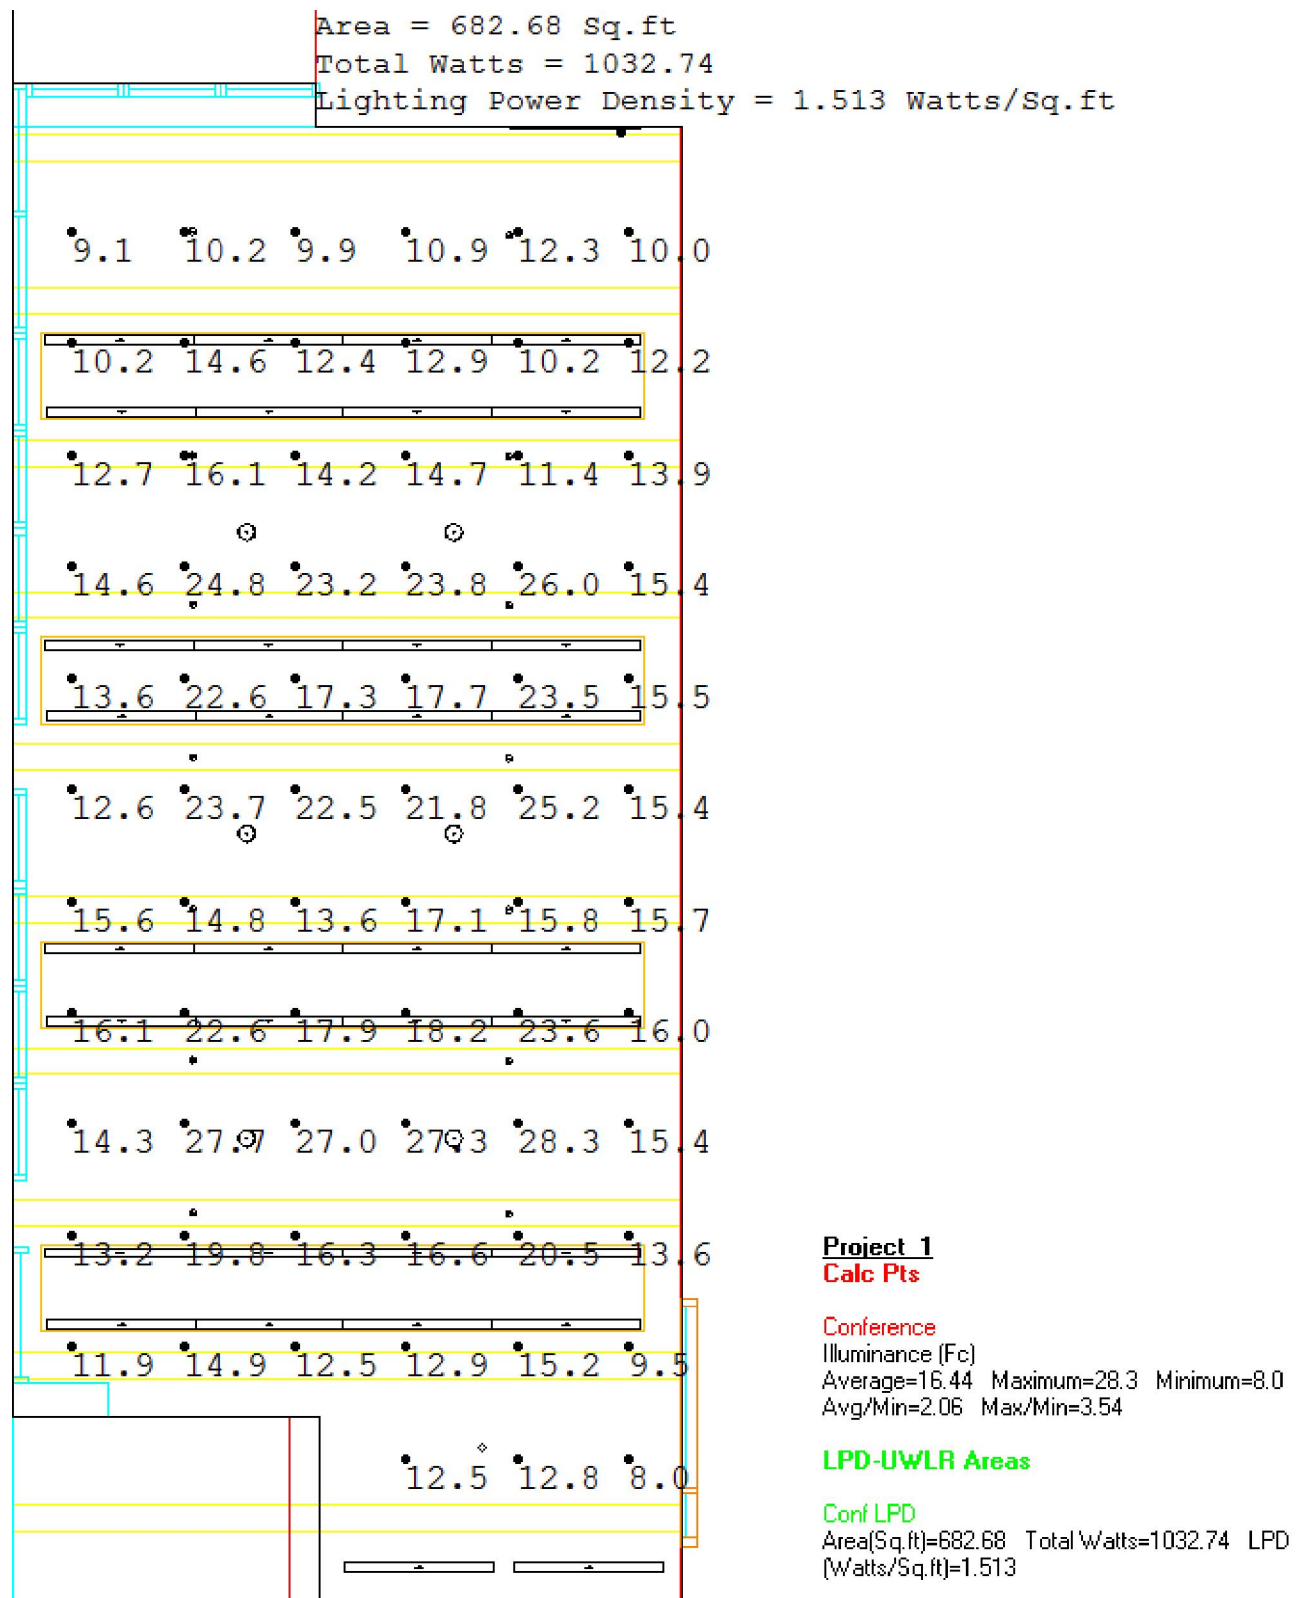 Area = 682.68 Sq.ft
Total Watts = 1032.74
Lighting Power Density = 1.513 Watts/Sq.ft
9.1 10.2 9.9 10.9 12.3 10.0
10.2 14.6 12.4 12.9 10.2 12.2
12.7 16.1 14.2 14.7 11.4 13.9
14.6 24.8 23.2 23.8 26.0 15.4
13.6 22.6 17.3 17.7 23.5 15.5
12.6 23.7 22.5 21.8 25.2 15.4
15.6 14.8 13.6 17.1 15.8 15.7
16.1 22.6 17.9 18.2 23.6 16.0
14.3 27.7 27.0 27.3 28.3 15.4
13.2 19.8 16.3 16.6 20.5 13.6
11.9 14.9 12.5 12.9 15.2 9.5
12.5 12.8 8.0
Project_1
Calc Pts
Conference
Illuminance (Fc)
Average=16.44 Maximum=28.3 Minimum=8.0
Avg/Min=2.06 Max/Min=3.54
LPD-UWLR Areas
Conf LPD
Area(Sq.ft)=682.68 Total Watts=1032.74 LPD
(Watts/Sq.ft)=1.513